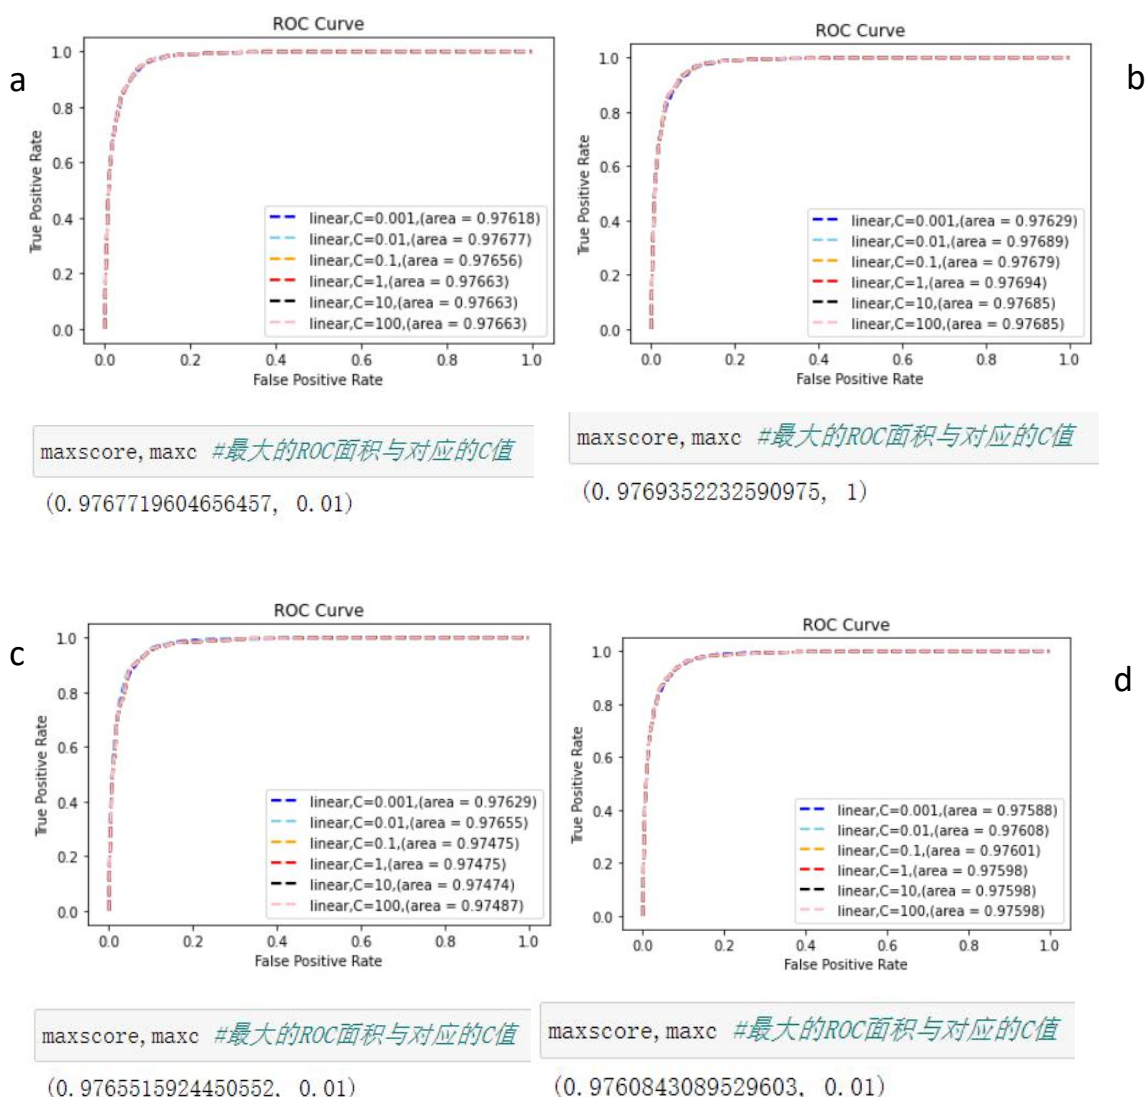 a
ROC Curve
True Positive Rate
1.0
0.8
0.6
0.4
0.2
0.0
linear,C=0.001,(area = 0.97618)
linear,C=0.01,(area = 0.97677)
linear,C=0.1,(area = 0.97656)
linear,C=1,(area = 0.97663)
linear,C=10,(area = 0.97663)
linear,C=100,(area = 0.97663)
0.0 0.2 0.4 0.6 0.8 1.0
False Positive Rate
maxscore,maxc #最大的ROC面积与对应的C值
(0.9767719604656457, 0.01)
b
ROC Curve
True Positive Rate
1.0
0.8
0.6
0.4
0.2
0.0
linear,C=0.001,(area = 0.97629)
linear,C=0.01,(area = 0.97689)
linear,C=0.1,(area = 0.97679)
linear,C=1,(area = 0.97694)
linear,C=10,(area = 0.97685)
linear,C=100,(area = 0.97685)
0.0 0.2 0.4 0.6 0.8 1.0
False Positive Rate
maxscore,maxc #最大的ROC面积与对应的C值
(0.9769352232590975, 1)
c
ROC Curve
True Positive Rate
1.0
0.8
0.6
0.4
0.2
0.0
linear,C=0.001,(area = 0.97629)
linear,C=0.01,(area = 0.97655)
linear,C=0.1,(area = 0.97475)
linear,C=1,(area = 0.97475)
linear,C=10,(area = 0.97474)
linear,C=100,(area = 0.97487)
0.0 0.2 0.4 0.6 0.8 1.0
False Positive Rate
maxscore,maxc #最大的ROC面积与对应的C值
(0.9765515924450552, 0.01)
d
ROC Curve
True Positive Rate
1.0
0.8
0.6
0.4
0.2
0.0
linear,C=0.001,(area = 0.97588)
linear,C=0.01,(area = 0.97608)
linear,C=0.1,(area = 0.97601)
linear,C=1,(area = 0.97598)
linear,C=10,(area = 0.97598)
linear,C=100,(area = 0.97598)
0.0 0.2 0.4 0.6 0.8 1.0
False Positive Rate
maxscore,maxc #最大的ROC面积与对应的C值
(0.9760843089529603, 0.01)